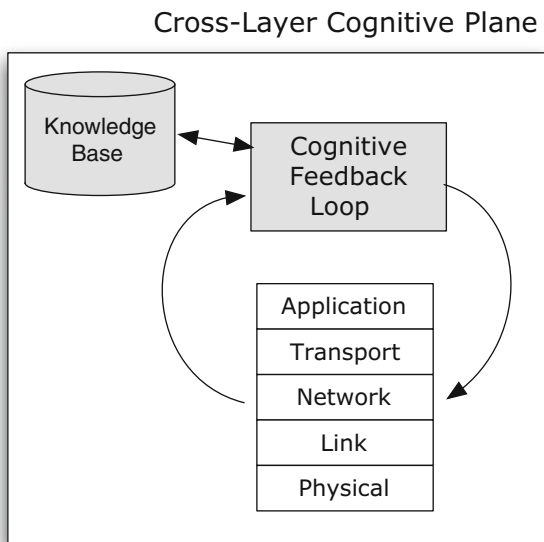 Cross-Layer Cognitive Plane
Knowledge
Base
Cognitive
Feedback
Loop
Application
Transport
Network
Link
Physical